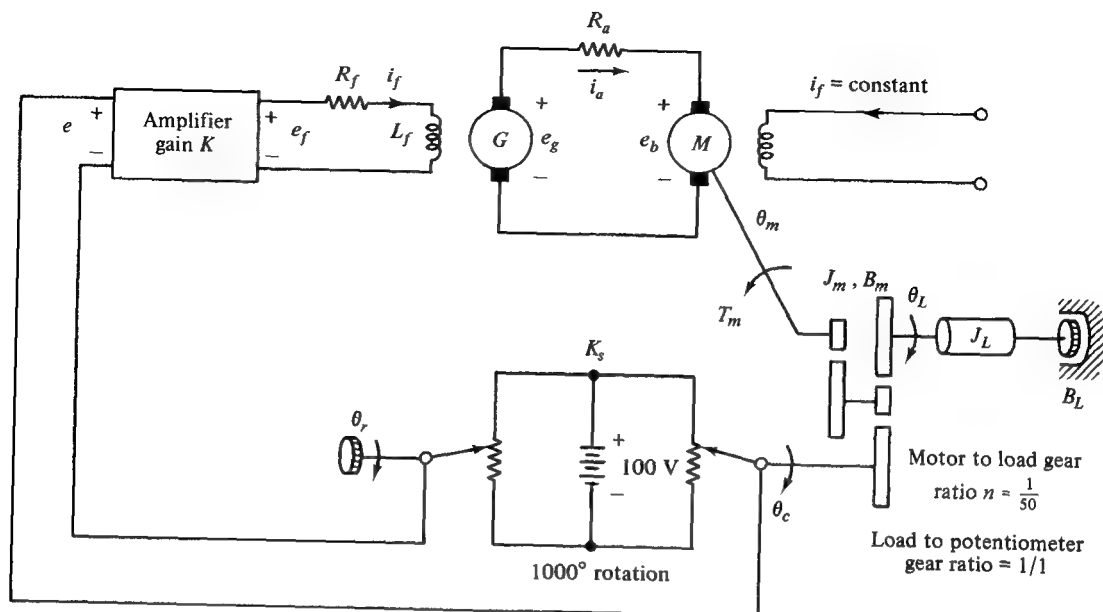 R_a
R_f
i_f
i_a
i_f = constant
e
+
−
Amplifier
gain K
+
−
e_f
L_f
G
+
e_g
−
+
e_b
−
M
θ_m
T_m
J_m , B_m
θ_L
J_L
B_L
K_s
θ_r
+
100 V
−
θ_c
1000° rotation
Motor to load gear
ratio n = 1/50
Load to potentiometer
gear ratio = 1/1